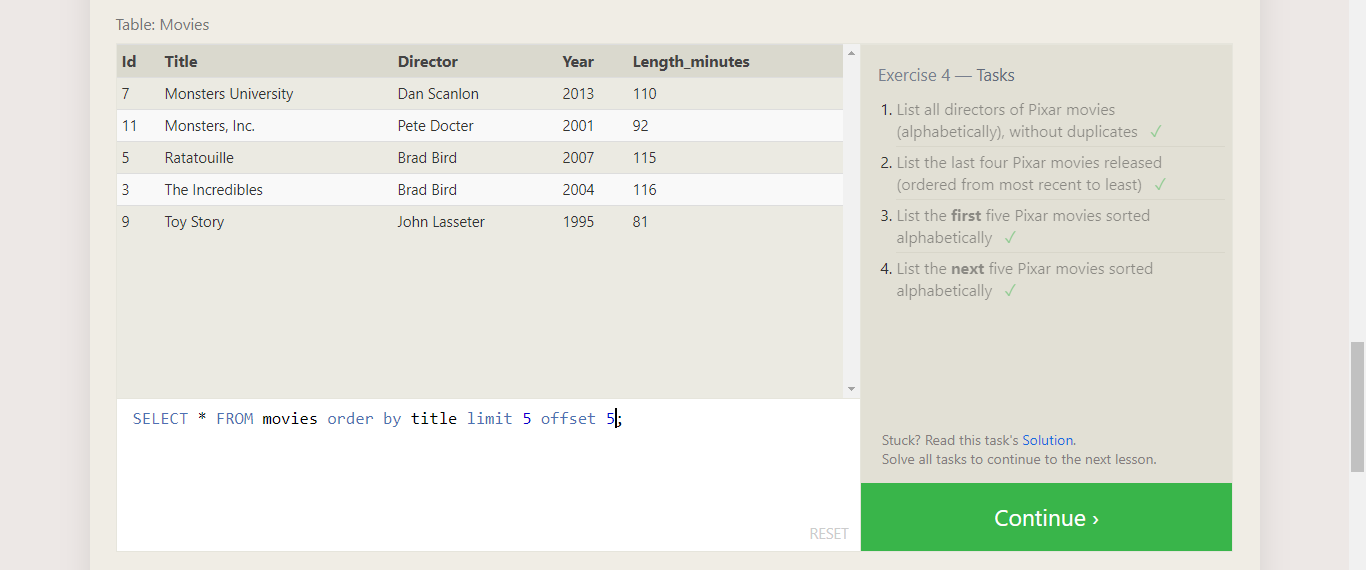 Table: Movies
Id Title Director Year Length_minutes
7 Monsters University Dan Scanlon 2013 110
11 Monsters, Inc. Pete Docter 2001 92
5 Ratatouille Brad Bird 2007 115
3 The Incredibles Brad Bird 2004 116
9 Toy Story John Lasseter 1995 81
SELECT * FROM movies order by title limit 5 offset 5;
RESET
Exercise 4 — Tasks
1. List all directors of Pixar movies
(alphabetically), without duplicates ✓
2. List the last four Pixar movies released
(ordered from most recent to least) ✓
3. List the first five Pixar movies sorted
alphabetically ✓
4. List the next five Pixar movies sorted
alphabetically ✓
Stuck? Read this task's Solution.
Solve all tasks to continue to the next lesson.
Continue ›